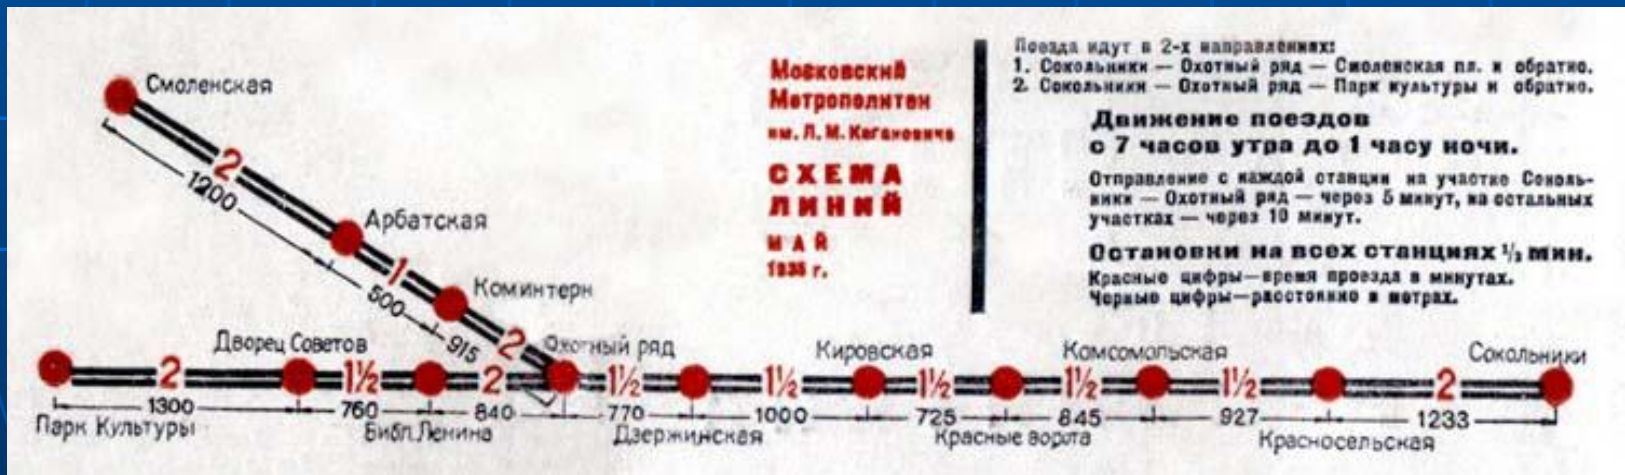 Смоленская
2
1200
Арбатская
1
500
Коминтерн
2
915
Московский
Метрополитен
им. Л. М. Кагановича
СХЕМА
ЛИНИЙ
МАЙ
1935 г.
Поезда идут в 2-х направлениях:
1. Сокольники — Охотный ряд — Смоленская пл. и обратно.
2. Сокольники — Охотный ряд — Парк культуры и обратно.
Движение поездов
с 7 часов утра до 1 часу ночи.
Отправление с каждой станции на участке Соколь-
ники — Охотный ряд — через 5 минут, на остальных
участках — через 10 минут.
Остановки на всех станциях ½ мин.
Красные цифры—время проезда в минутах.
Черные цифры—расстояние в метрах.
Дворец Советов Охотный ряд Кировская Комсомольская Сокольники
2 1½ 2 1½ 1½ 1½ 1½ 1½ 2
1300 760 840 770 1000 725 845 927 1233
Парк Культуры Библ. Ленина Дзержинская Красные ворота Красносельская